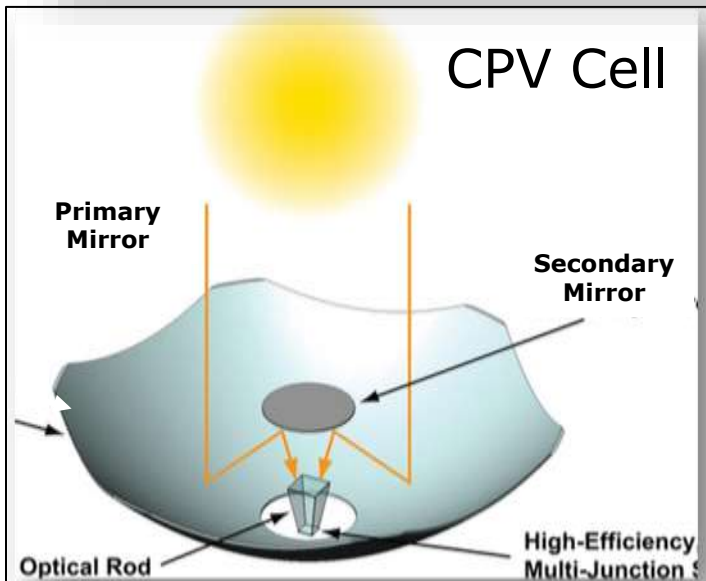 CPV Cell
Primary
Mirror
Secondary
Mirror
Optical Rod
High-Efficiency
Multi-Junction